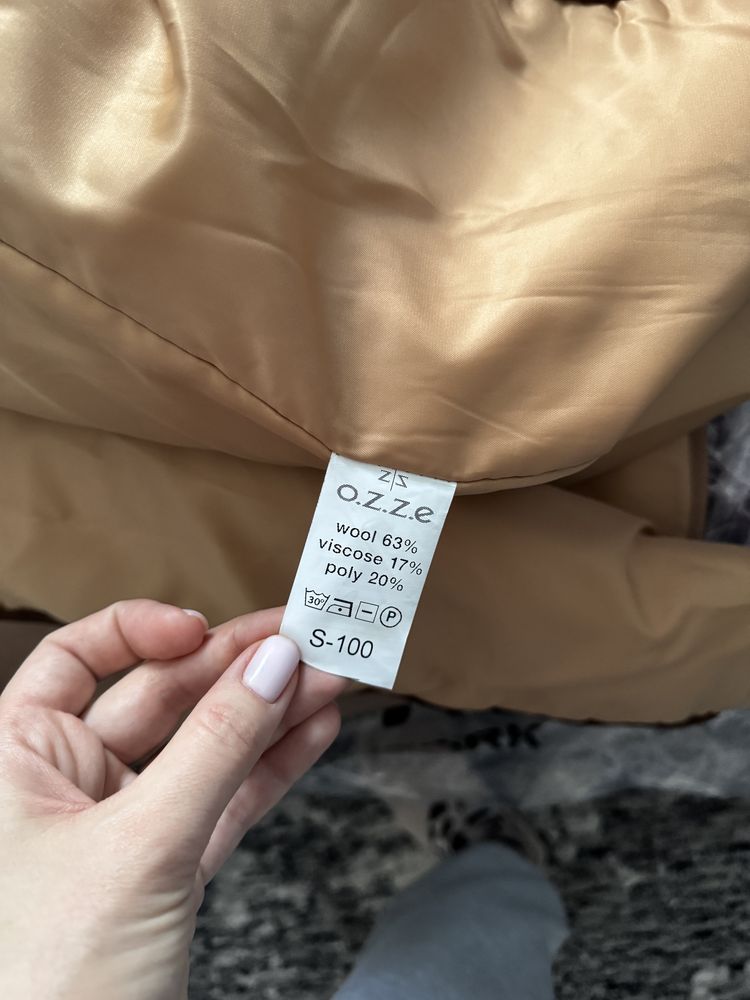 z|z
o.z.z.e
wool 63%
viscose 17%
poly 20%
30° P
S-100